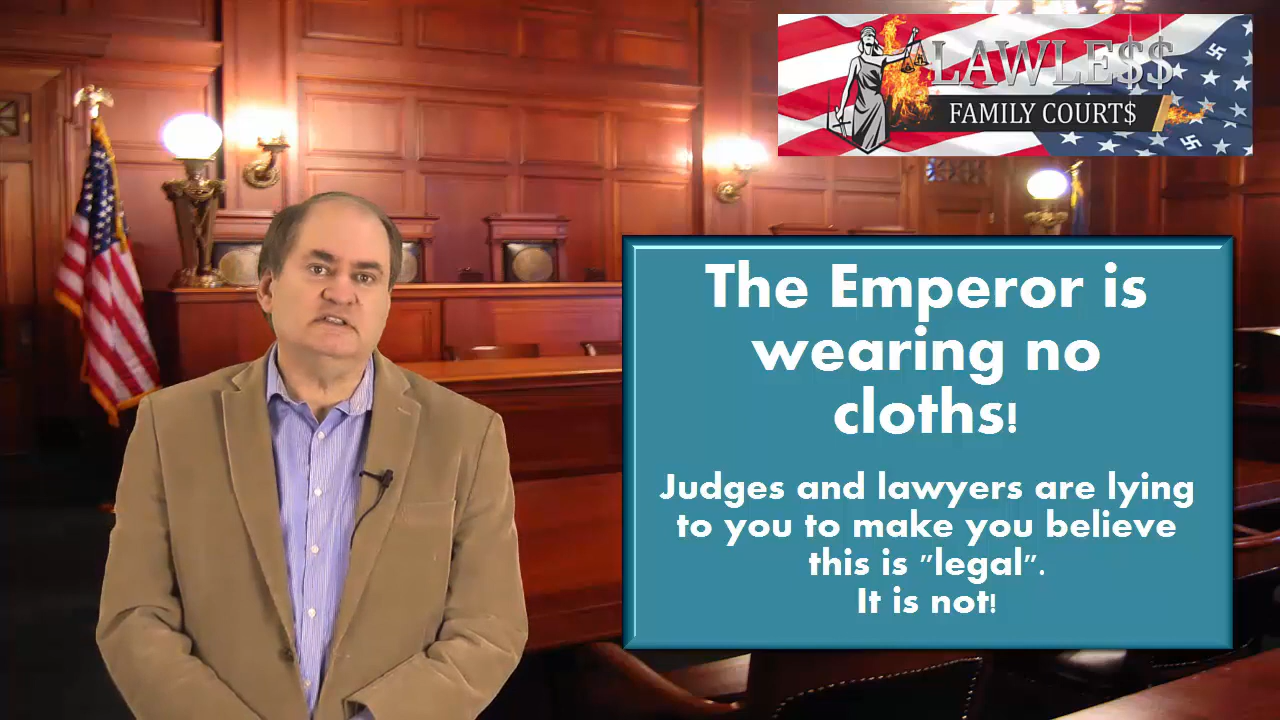 LAWLE$$
FAMILY COURT$
The Emperor is
wearing no
cloths!
Judges and lawyers are lying
to you to make you believe
this is "legal".
It is not!